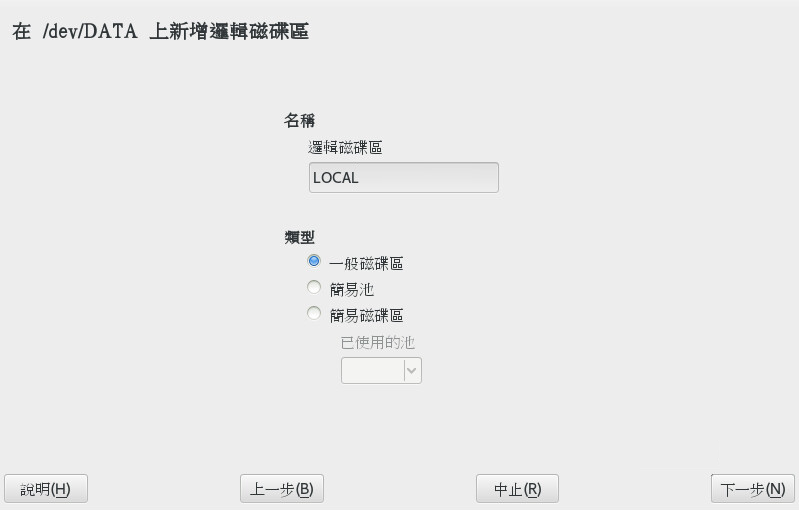 在 /dev/DATA 上新增邏輯磁碟區
名稱
邏輯磁碟區
LOCAL
類型
一般磁碟區
簡易池
簡易磁碟區
已使用的池
說明(H)
上一步(B)
中止(R)
下一步(N)